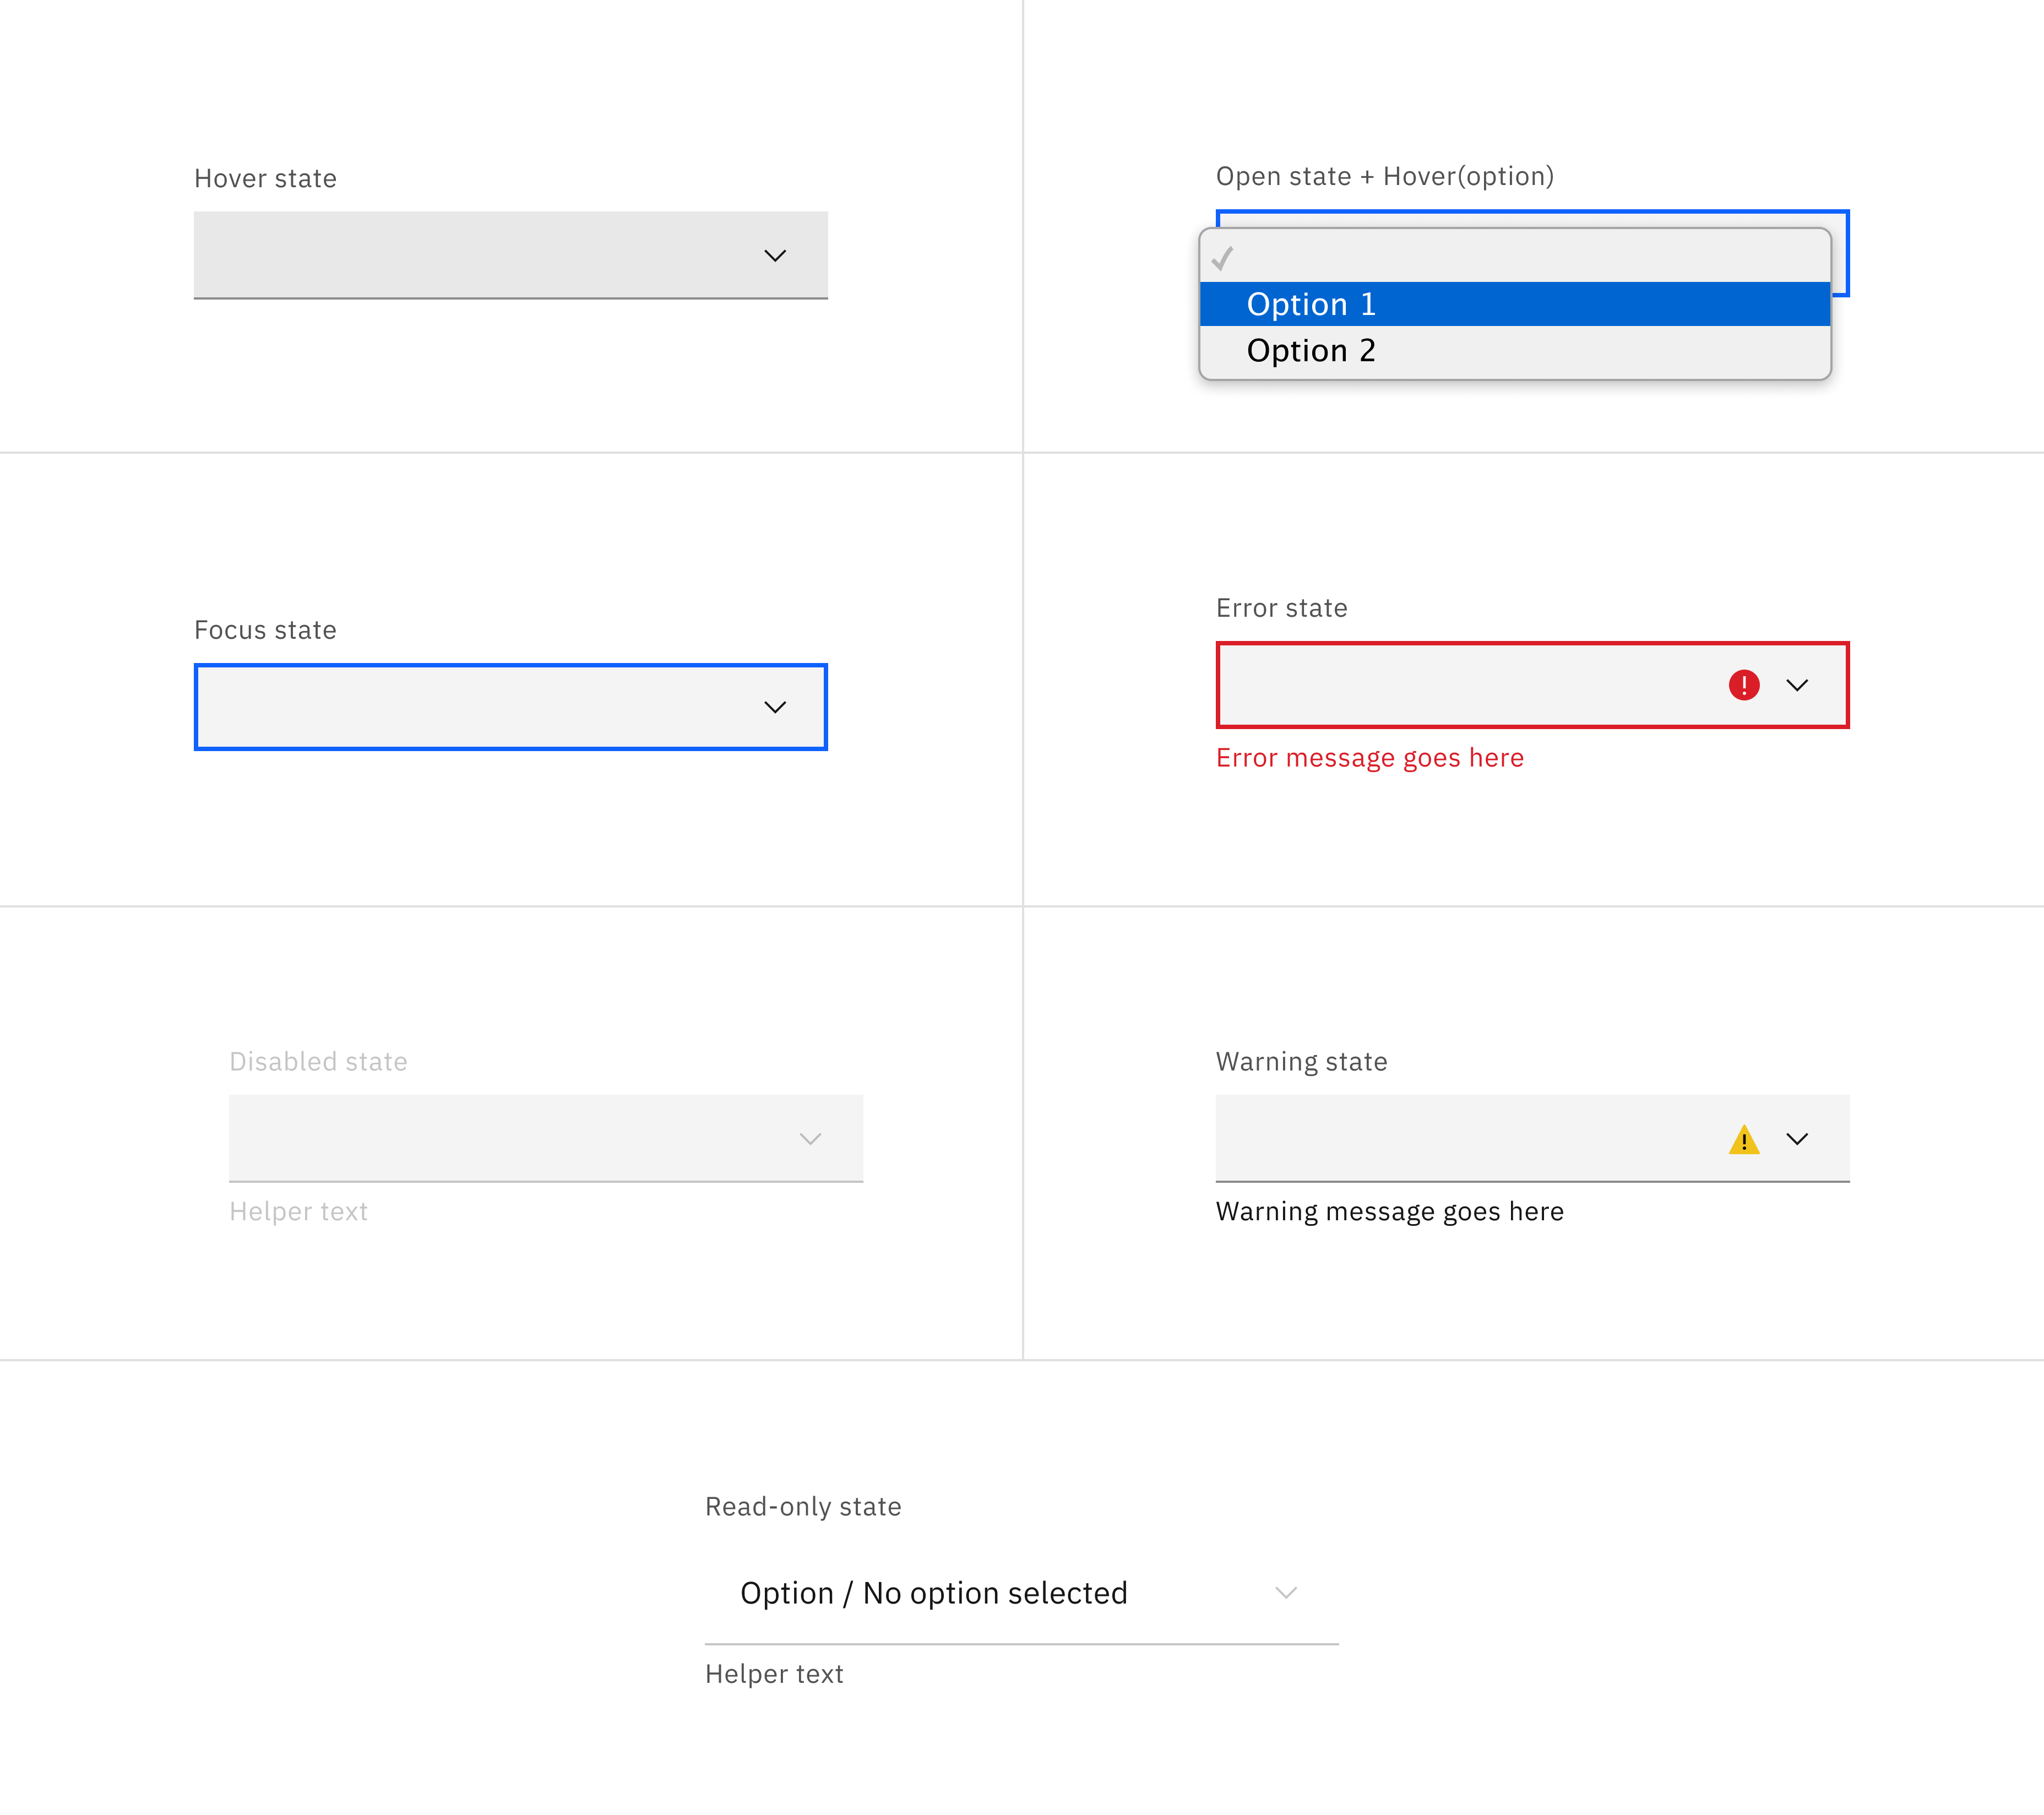 Hover state
Open state + Hover(option)
Option 1
Option 2
Focus state
Error state
Error message goes here
Disabled state
Helper text
Warning state
Warning message goes here
Read-only state
Option / No option selected
Helper text